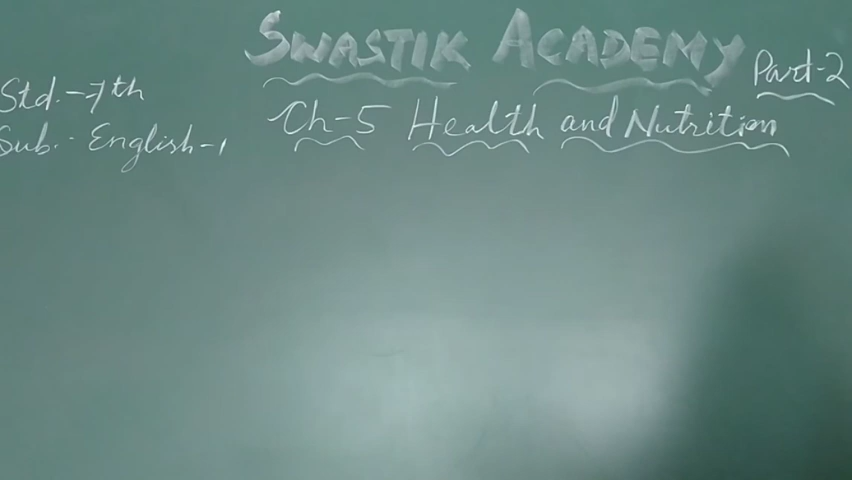 SWASTIK ACADEMY
Part-2
Std.-7th
Ch-5 Health and Nutrition
Sub.- English-1